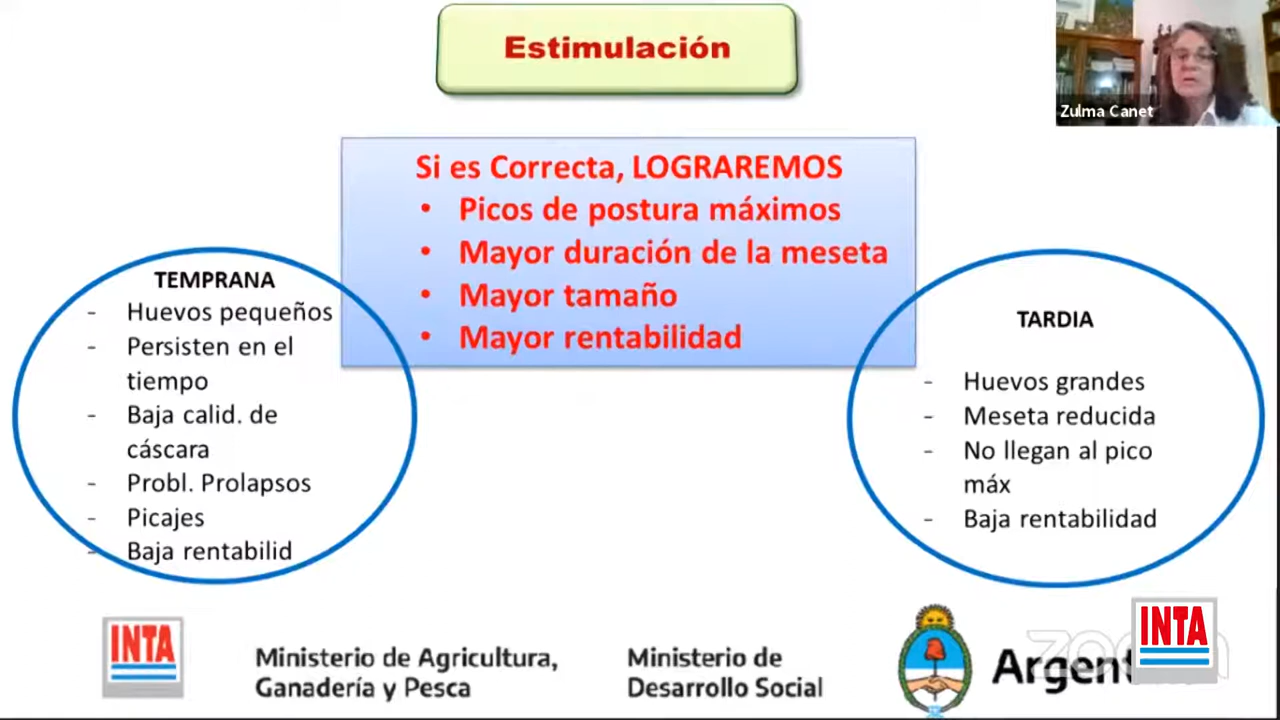 Estimulación
Zulma Canet
Si es Correcta, LOGRAREMOS
• Picos de postura máximos
• Mayor duración de la meseta
• Mayor tamaño
• Mayor rentabilidad
TEMPRANA
- Huevos pequeños
- Persisten en el
tiempo
- Baja calid. de
cáscara
- Probl. Prolapsos
- Picajes
- Baja rentabilid
TARDIA
- Huevos grandes
- Meseta reducida
- No llegan al pico
máx
- Baja rentabilidad
INTA
Ministerio de Agricultura,
Ganadería y Pesca
Ministerio de
Desarrollo Social
Argent
INTA